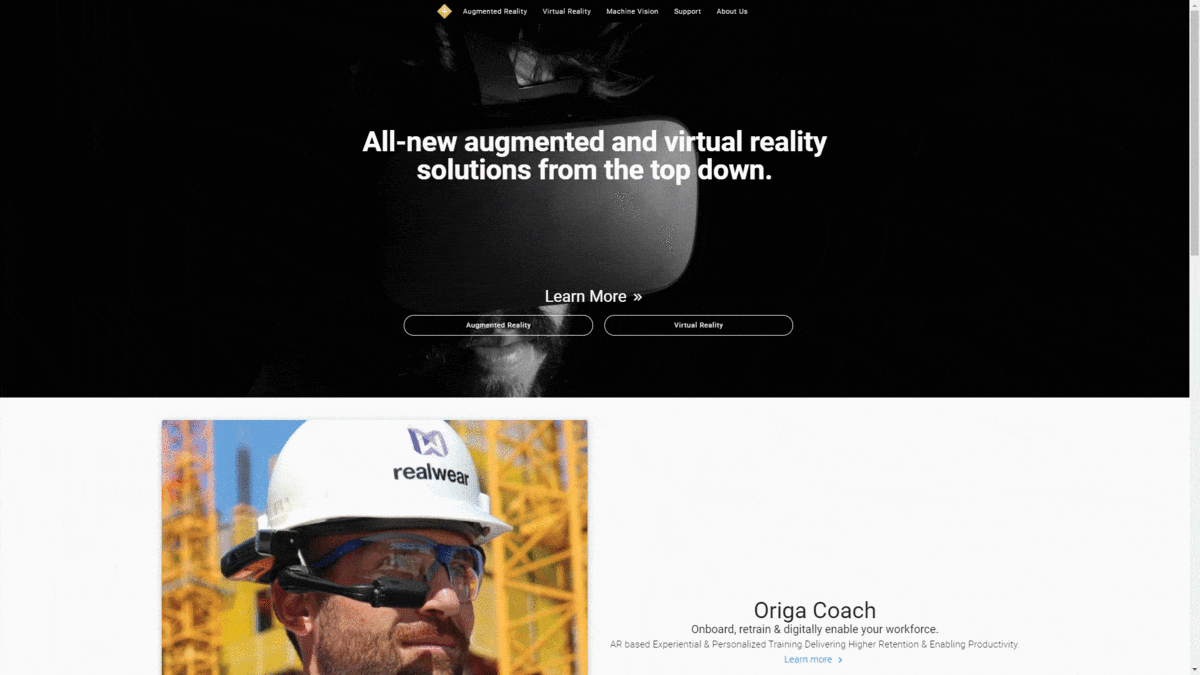 Augmented Reality Virtual Reality Machine Vision Support About Us
All-new augmented and virtual reality
solutions from the top down.
Learn More »
Augmented Reality
Virtual Reality
realwear
Origa Coach
Onboard, retrain & digitally enable your workforce.
AR based Experiential & Personalized Training Delivering Higher Retention & Enabling Productivity.
Learn more >